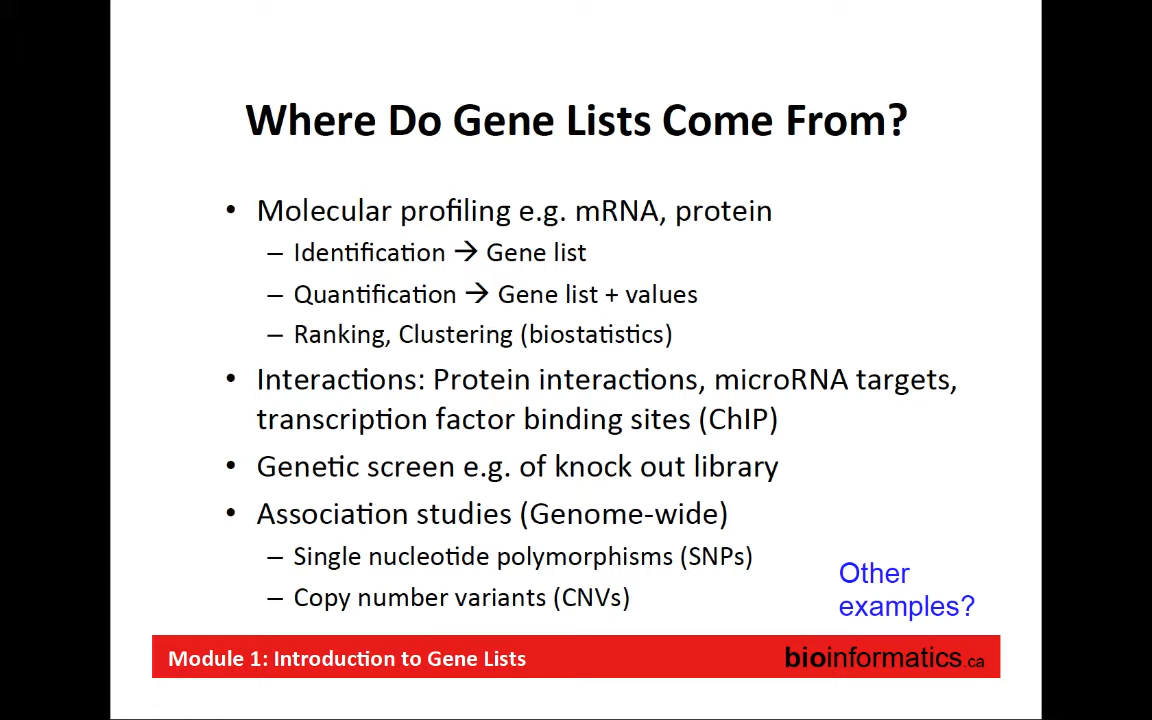 Where Do Gene Lists Come From?
• Molecular profiling e.g. mRNA, protein
– Identification → Gene list
– Quantification → Gene list + values
– Ranking, Clustering (biostatistics)
• Interactions: Protein interactions, microRNA targets,
transcription factor binding sites (ChIP)
• Genetic screen e.g. of knock out library
• Association studies (Genome-wide)
– Single nucleotide polymorphisms (SNPs)
– Copy number variants (CNVs)
Other
examples?
Module 1: Introduction to Gene Lists
bioinformatics.ca